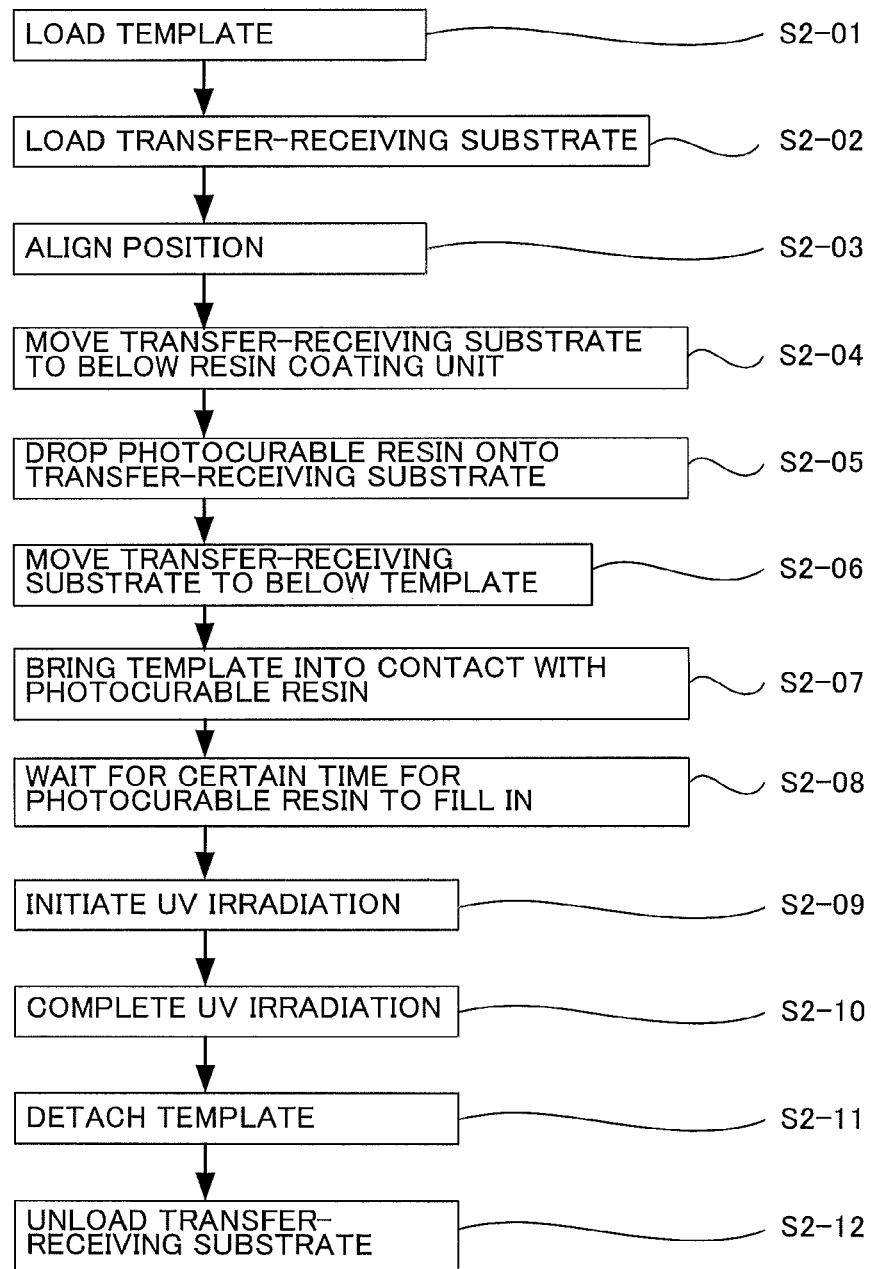 LOAD TEMPLATE
S2-01
LOAD TRANSFER-RECEIVING SUBSTRATE
S2-02
ALIGN POSITION
S2-03
MOVE TRANSFER-RECEIVING SUBSTRATE
TO BELOW RESIN COATING UNIT
S2-04
DROP PHOTOCURABLE RESIN ONTO
TRANSFER-RECEIVING SUBSTRATE
S2-05
MOVE TRANSFER-RECEIVING
SUBSTRATE TO BELOW TEMPLATE
S2-06
BRING TEMPLATE INTO CONTACT WITH
PHOTOCURABLE RESIN
S2-07
WAIT FOR CERTAIN TIME FOR
PHOTOCURABLE RESIN TO FILL IN
S2-08
INITIATE UV IRRADIATION
S2-09
COMPLETE UV IRRADIATION
S2-10
DETACH TEMPLATE
S2-11
UNLOAD TRANSFER-
RECEIVING SUBSTRATE
S2-12